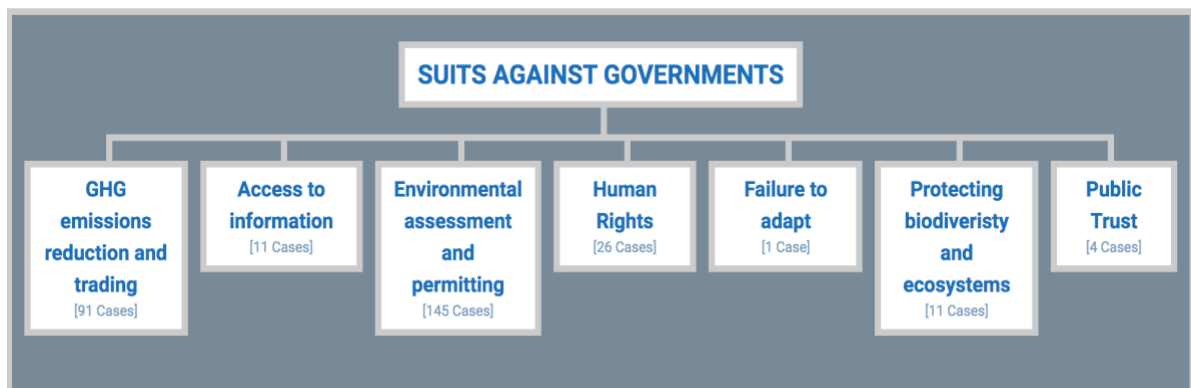 SUITS AGAINST GOVERNMENTS
GHG
emissions
reduction and
trading
[91 Cases]
Access to
information
[11 Cases]
Environmental
assessment
and
permitting
[145 Cases]
Human
Rights
[26 Cases]
Failure to
adapt
[1 Case]
Protecting
biodiveristy
and
ecosystems
[11 Cases]
Public
Trust
[4 Cases]